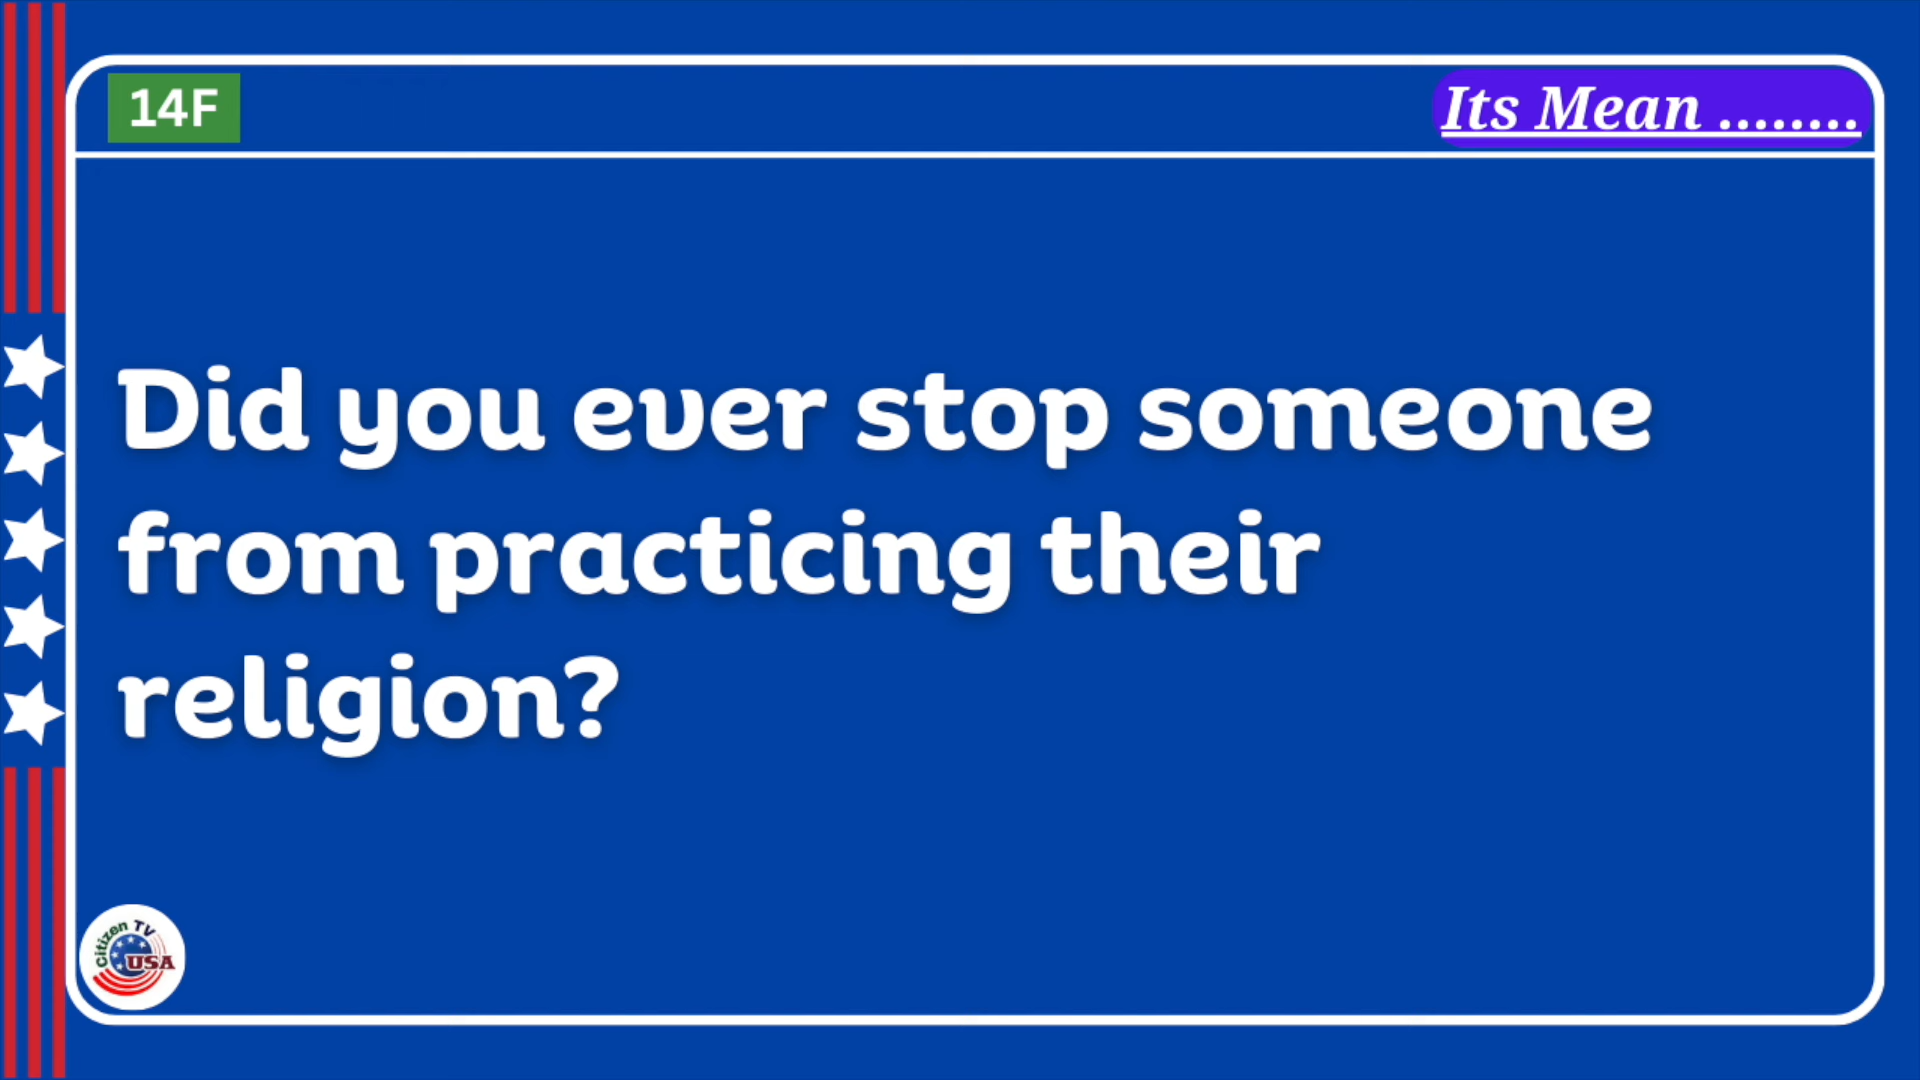 14F
Its Mean ........
Did you ever stop someone
from practicing their
religion?
Citizen TV
USA